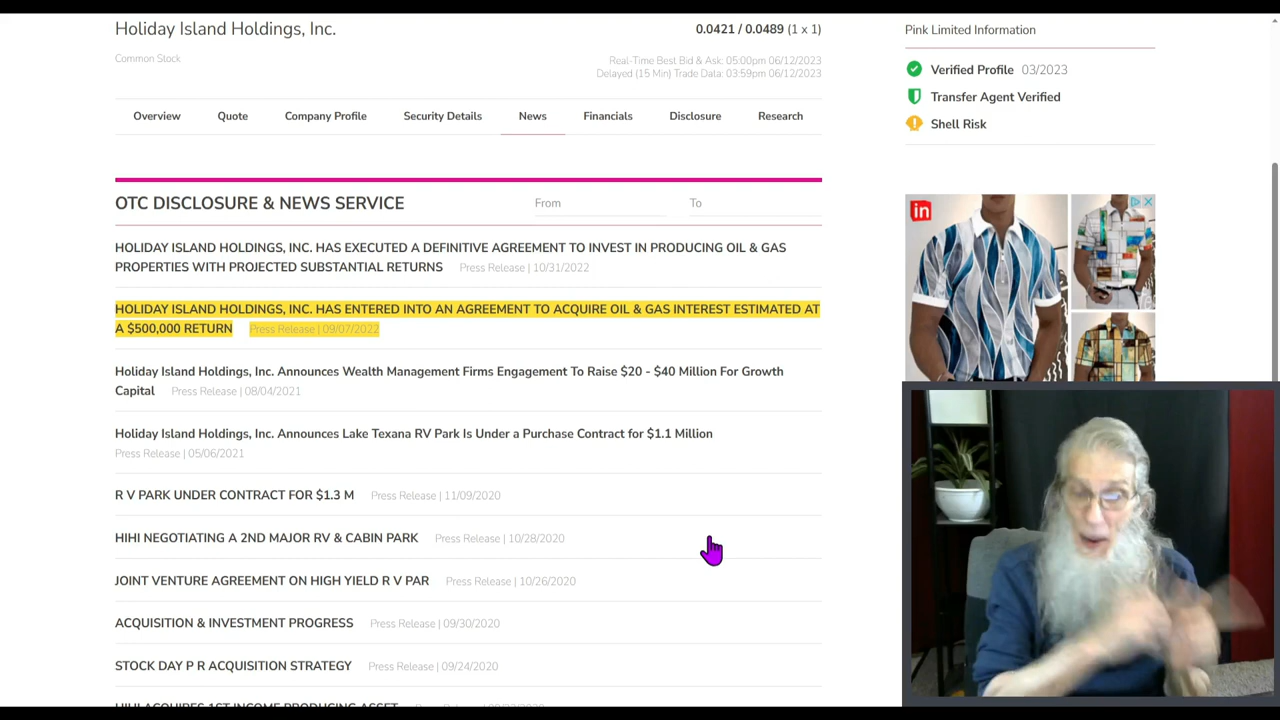 Holiday Island Holdings, Inc.
0.0421 / 0.0489 (1 x 1)
Common Stock
Real-Time Best Bid & Ask: 05:00pm 06/12/2023
Delayed (15 Min) Trade Data: 03:59pm 06/12/2023
Overview Quote Company Profile Security Details News Financials Disclosure Research
OTC DISCLOSURE & NEWS SERVICE
From To
HOLIDAY ISLAND HOLDINGS, INC. HAS EXECUTED A DEFINITIVE AGREEMENT TO INVEST IN PRODUCING OIL & GAS
PROPERTIES WITH PROJECTED SUBSTANTIAL RETURNS Press Release | 10/31/2022
HOLIDAY ISLAND HOLDINGS, INC. HAS ENTERED INTO AN AGREEMENT TO ACQUIRE OIL & GAS INTEREST ESTIMATED AT
A $500,000 RETURN Press Release | 09/07/2022
Holiday Island Holdings, Inc. Announces Wealth Management Firms Engagement To Raise $20 - $40 Million For Growth
Capital Press Release | 08/04/2021
Holiday Island Holdings, Inc. Announces Lake Texana RV Park Is Under a Purchase Contract for $1.1 Million
Press Release | 05/06/2021
R V PARK UNDER CONTRACT FOR $1.3 M Press Release | 11/09/2020
HIHI NEGOTIATING A 2ND MAJOR RV & CABIN PARK Press Release | 10/28/2020
JOINT VENTURE AGREEMENT ON HIGH YIELD R V PAR Press Release | 10/26/2020
ACQUISITION & INVESTMENT PROGRESS Press Release | 09/30/2020
STOCK DAY P R ACQUISITION STRATEGY Press Release | 09/24/2020
HIHI ACQUIRES 1ST INCOME PRODUCING ASSET
Pink Limited Information
Verified Profile 03/2023
Transfer Agent Verified
Shell Risk
in